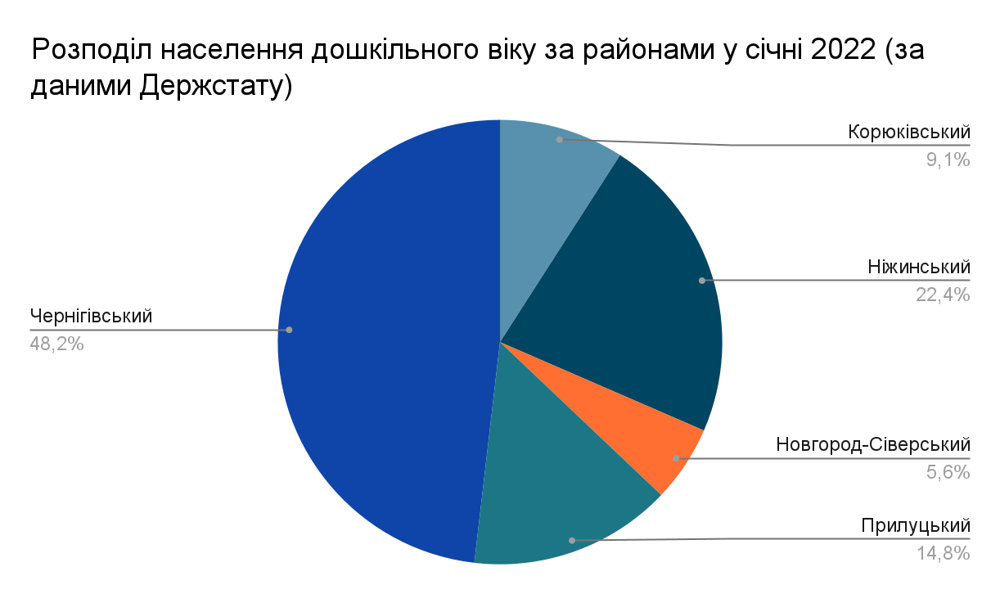 Розподіл населення дошкільного віку за районами у січні 2022 (за
даними Держстату)
Корюківський
9,1%
Ніжинський
22,4%
Чернігівський
48,2%
Новгород-Сіверський
5,6%
Прилуцький
14,8%